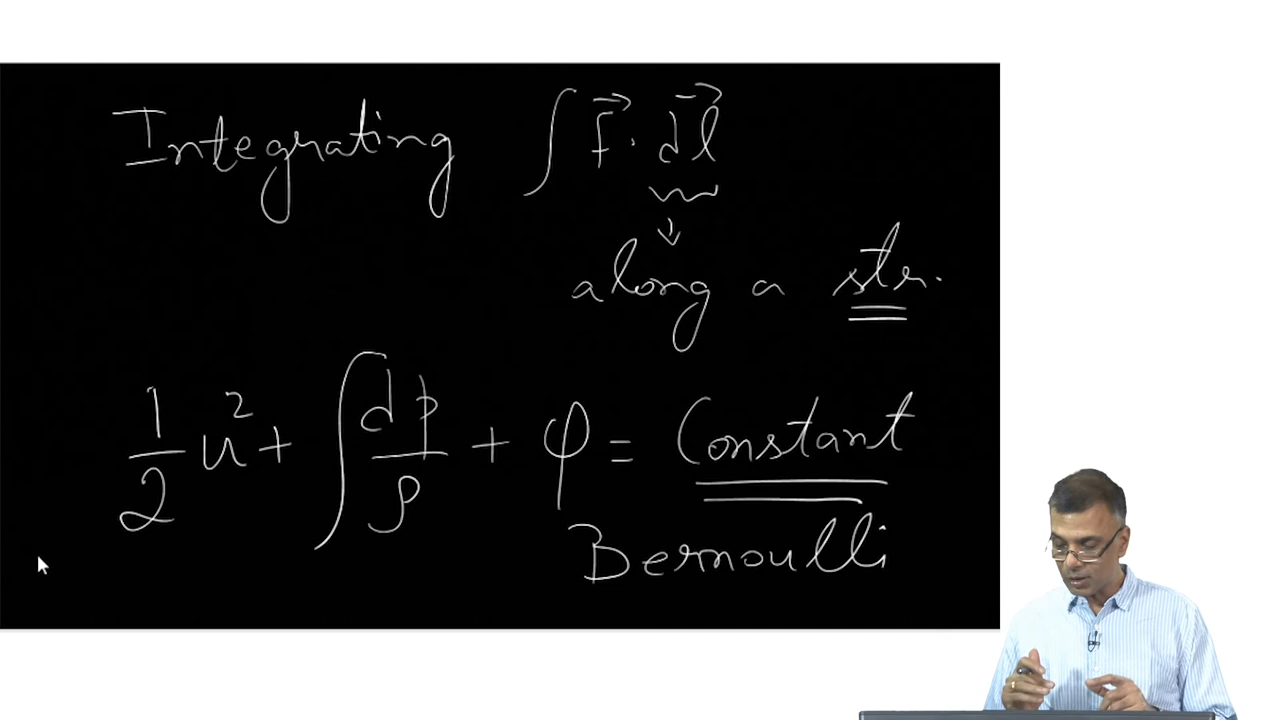 Integrating ∫ F⃗ · dl⃗
along a str.
1/2 u² + ∫ dp/ρ + φ = Constant
Bernoulli